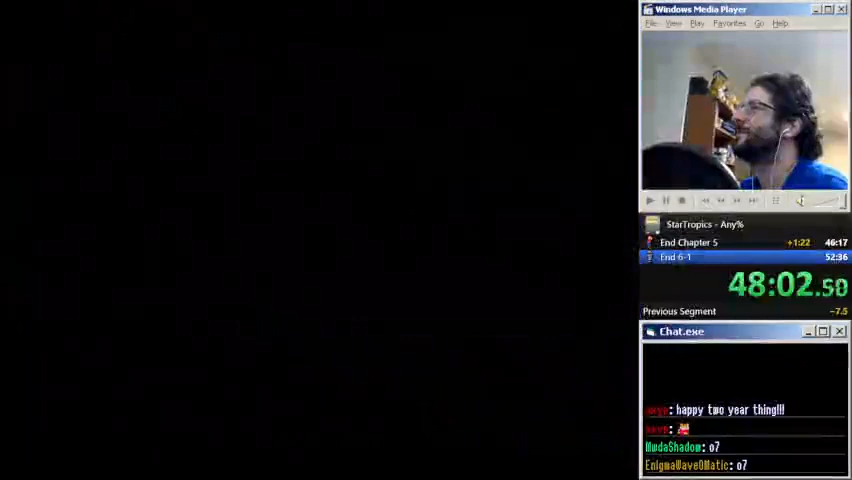 Windows Media Player
File View Play Favorites Go Help
StarTropics - Any%
End Chapter 5 +1:22 46:17
End 6-1 52:36
48:02.50
Previous Segment -7.5
Chat.exe
: happy two year thing!!!
MwdaShadow: o7
EnigmaWaveOMatic: o7